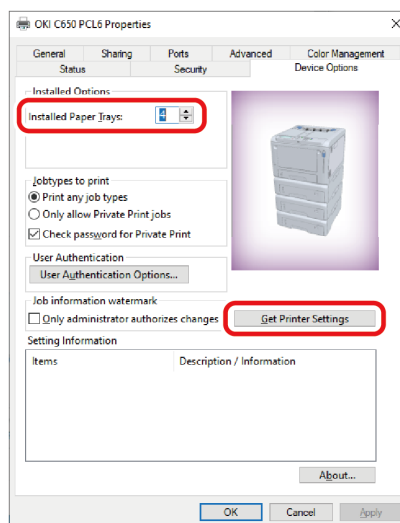 OKI C650 PCL6 Properties
General Sharing Ports Advanced Color Management
Status Security Device Options
Installed Options
Installed Paper Trays: 4
Jobtypes to print
Print any job types
Only allow Private Print jobs
Check password for Private Print
User Authentication
User Authentication Options...
Job information watermark
Only administrator authorizes changes Get Printer Settings
Setting Information
Items Description / Information
About...
OK Cancel Apply